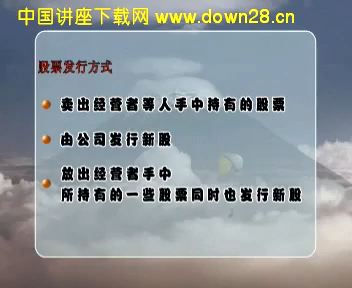 中国讲座下载网 www.down28.cn
股票发行方式
卖出经营者等人手中持有的股票
由公司发行新股
放出经营者手中
所持有的一些股票同时也发行新股